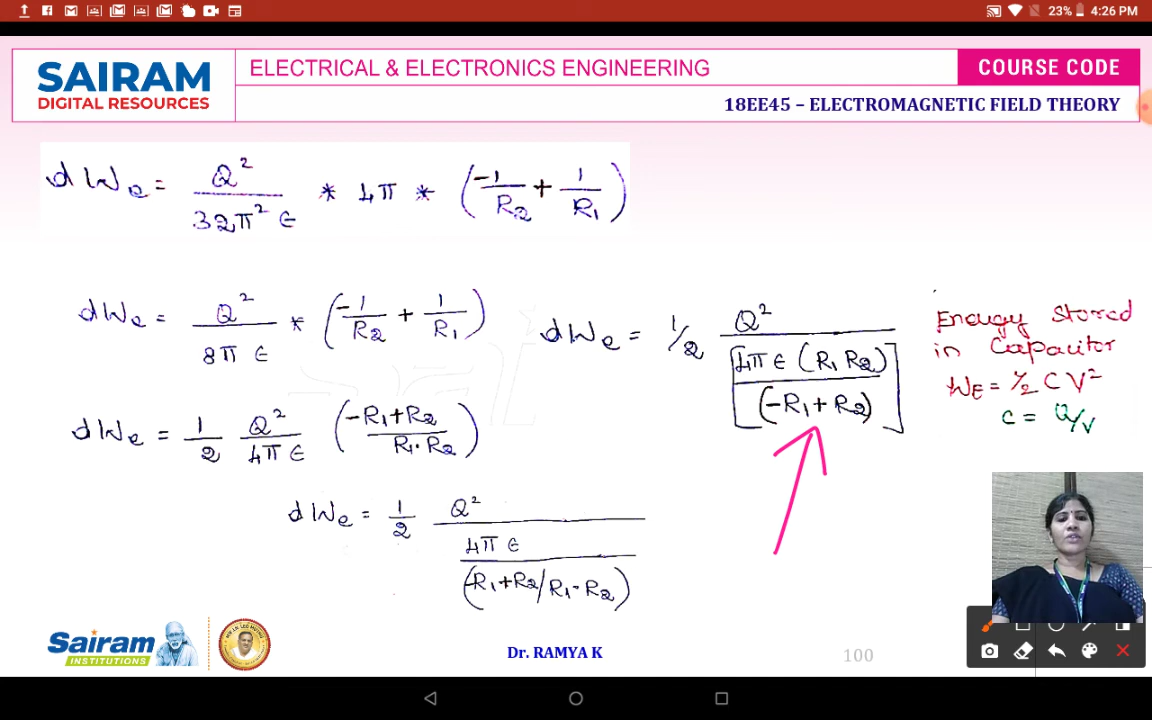 23% 4:26 PM
SAIRAM
DIGITAL RESOURCES
ELECTRICAL & ELECTRONICS ENGINEERING
COURSE CODE
18EE45 – ELECTROMAGNETIC FIELD THEORY
dWe = Q² / 32π² ∈ * 4π * (-1/R2 + 1/R1)
dWe = Q² / 8π ∈ * (-1/R2 + 1/R1)
dWe = 1/2 Q² / 4π ∈ (-R1+R2 / R1·R2)
dWe = 1/2 Q² / 4π ∈ / (-R1+R2/R1·R2)
dWe = 1/2 Q² / [4π ∈ (R1 R2) / (-R1+R2)]
Energy Stored
in Capacitor
WE = 1/2 C V²
C = Q/V
Sairam
INSTITUTIONS
Dr. RAMYA K
100